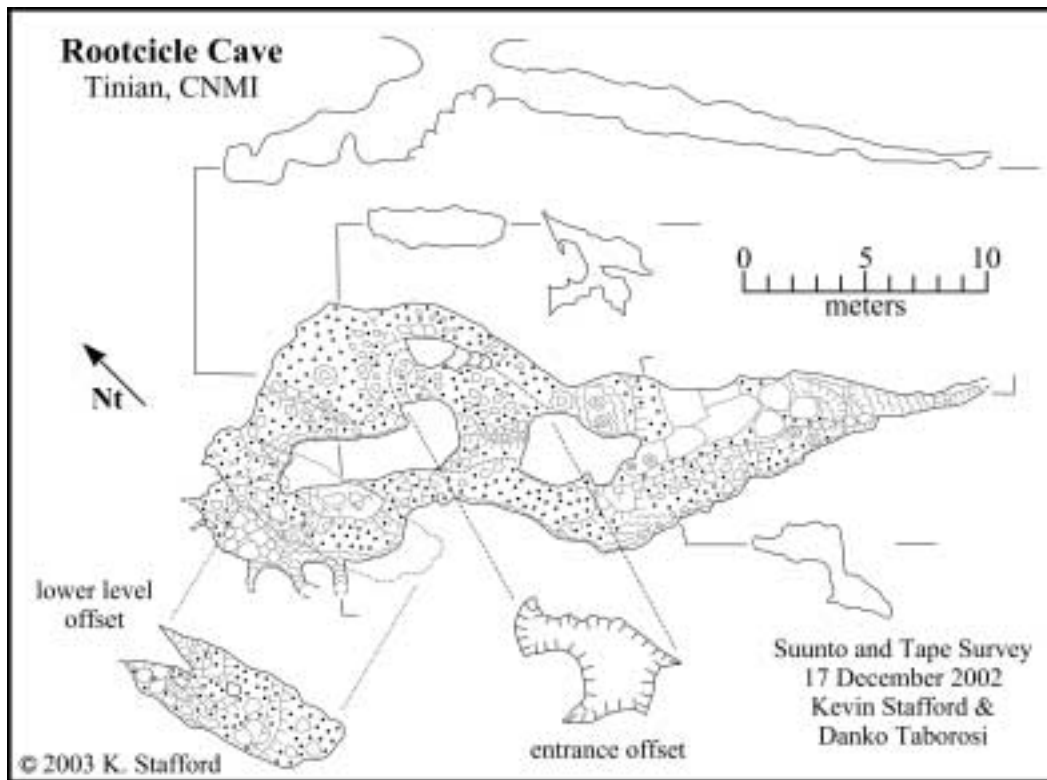 Rootcicle Cave
Tinian, CNMI
0 5 10
meters
Nt
lower level
offset
entrance offset
Suunto and Tape Survey
17 December 2002
Kevin Stafford &
Danko Taborosi
© 2003 K. Stafford